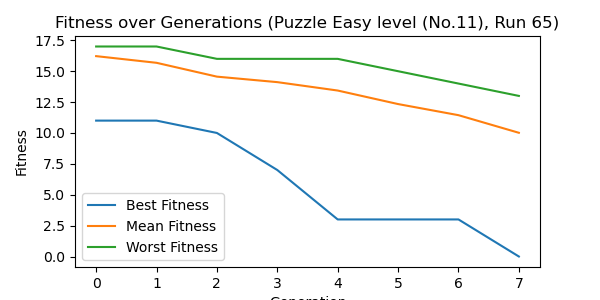 Fitness over Generations (Puzzle Easy level (No.11), Run 65)
17.5
15.0
12.5
10.0
7.5
5.0
2.5
0.0
Fitness
Best Fitness
Mean Fitness
Worst Fitness
0 1 2 3 4 5 6 7
Generation